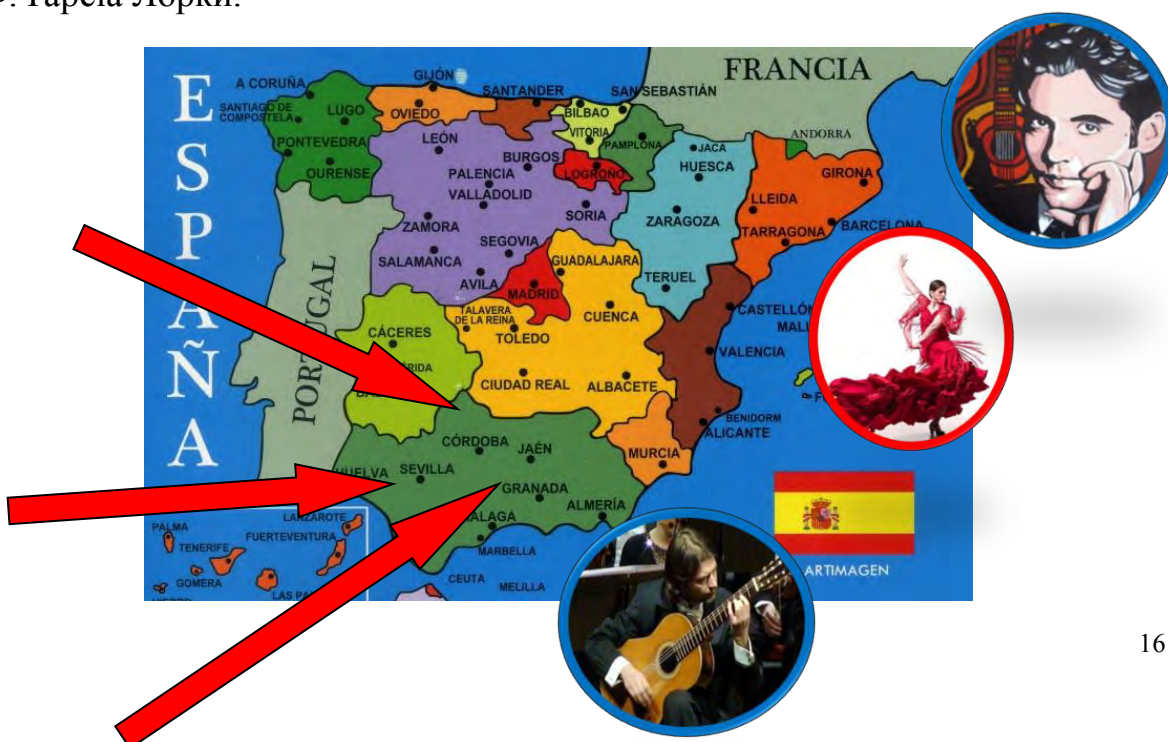 Гарсіа Лорки.
ESPAÑA
FRANCIA
PORTUGAL
ANDORRA
A CORUÑA
SANTIAGO DE
COMPOSTELA
LUGO
PONTEVEDRA
OURENSE
GIJÓN
OVIEDO
SANTANDER
BILBAO
VITORIA
SAN SEBASTIÁN
PAMPLONA
LOGROÑO
LEÓN
BURGOS
PALENCIA
VALLADOLID
ZAMORA
SORIA
SEGOVIA
SALAMANCA
AVILA
JACA
HUESCA
ZARAGOZA
TERUEL
LLEIDA
GIRONA
TARRAGONA
BARCELONA
MADRID
GUADALAJARA
TALAVERA
DE LA REINA
TOLEDO
CUENCA
CIUDAD REAL
ALBACETE
CÁCERES
CASTELLÓN
VALENCIA
BENIDORM
ALICANTE
MURCIA
CÓRDOBA
JAÉN
HUELVA
SEVILLA
GRANADA
ALMERÍA
MÁLAGA
MARBELLA
CEUTA
MELILLA
PALMA
LANZAROTE
FUERTEVENTURA
TENERIFE
GOMERA
ARTIMAGEN
16